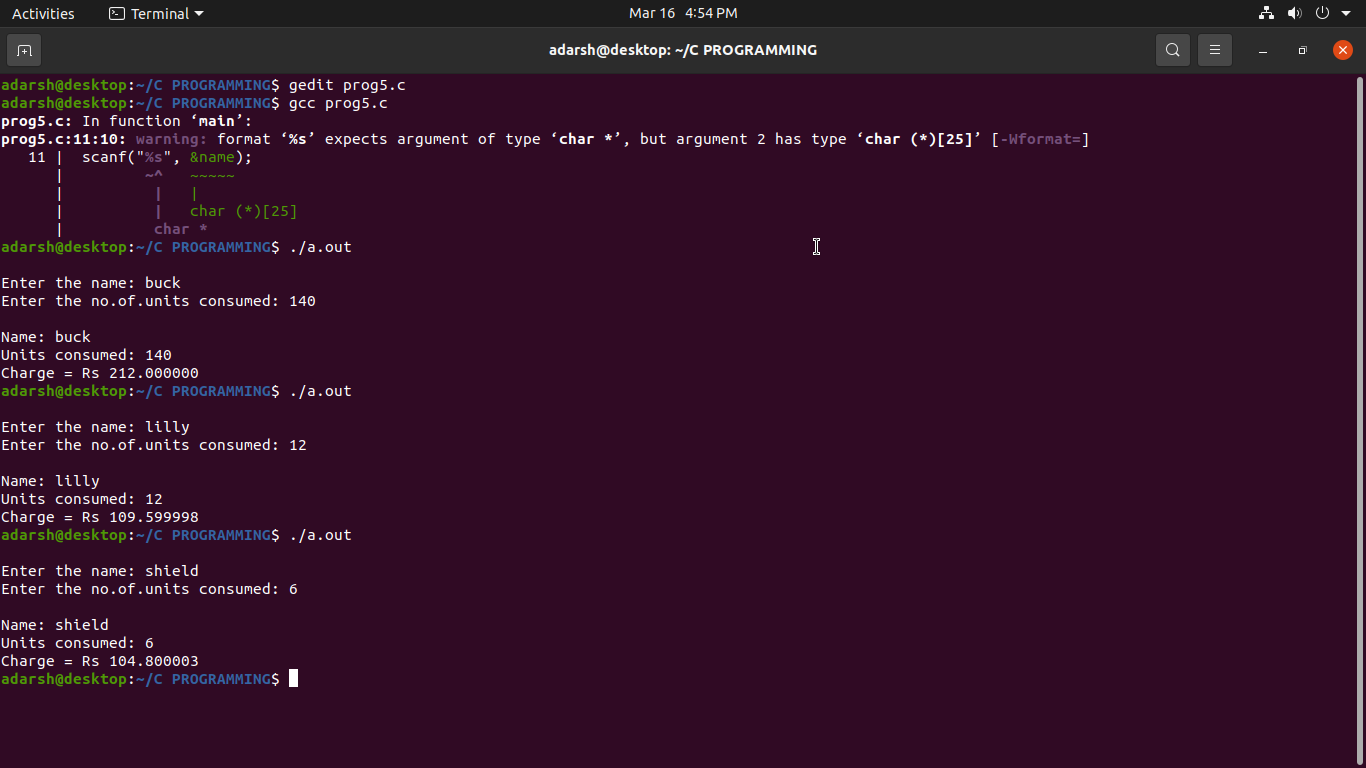 Activities Terminal Mar 16 4:54 PM
adarsh@desktop: ~/C PROGRAMMING
adarsh@desktop:~/C PROGRAMMING$ gedit prog5.c
adarsh@desktop:~/C PROGRAMMING$ gcc prog5.c
prog5.c: In function ‘main’:
prog5.c:11:10: warning: format ‘%s’ expects argument of type ‘char *’, but argument 2 has type ‘char (*)[25]’ [-Wformat=]
   11 |  scanf("%s", &name);
      |         ~^   ~~~~~
      |          |   |
      |          |   char (*)[25]
      |          char *
adarsh@desktop:~/C PROGRAMMING$ ./a.out

Enter the name: buck
Enter the no.of.units consumed: 140

Name: buck
Units consumed: 140
Charge = Rs 212.000000
adarsh@desktop:~/C PROGRAMMING$ ./a.out

Enter the name: lilly
Enter the no.of.units consumed: 12

Name: lilly
Units consumed: 12
Charge = Rs 109.599998
adarsh@desktop:~/C PROGRAMMING$ ./a.out

Enter the name: shield
Enter the no.of.units consumed: 6

Name: shield
Units consumed: 6
Charge = Rs 104.800003
adarsh@desktop:~/C PROGRAMMING$